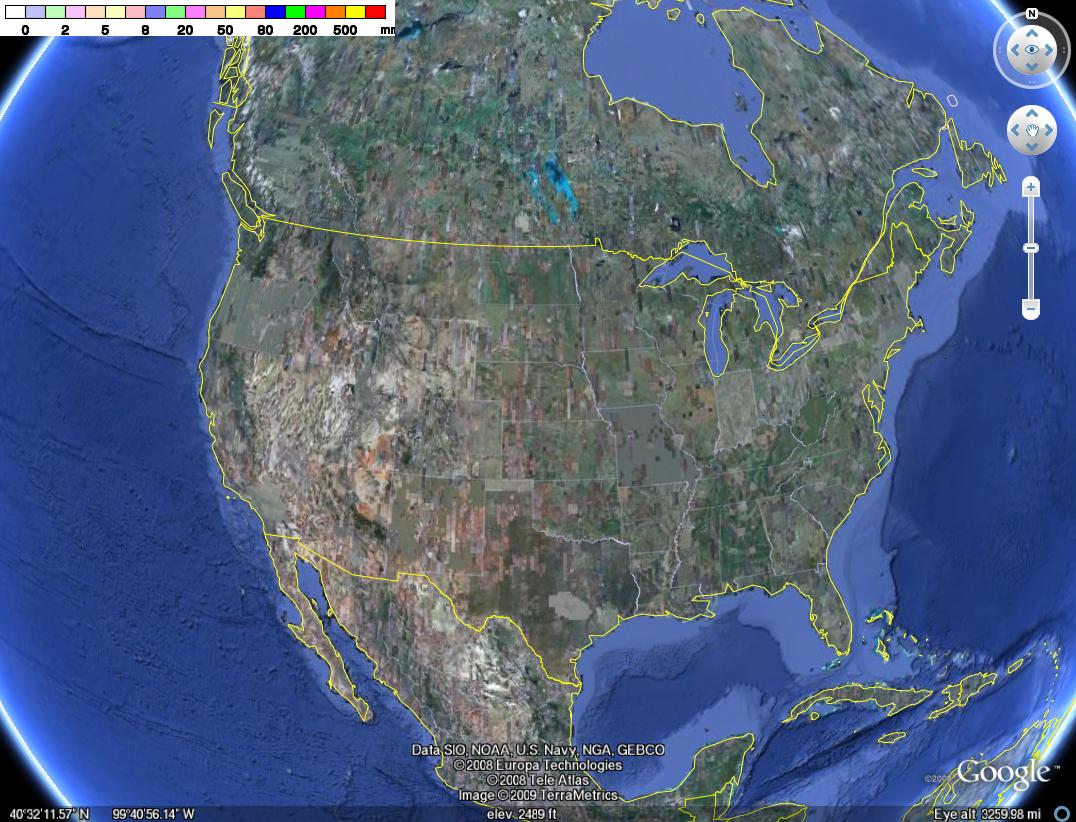 0 2 5 8 20 50 80 200 500 mm
N
Data SIO, NOAA, U.S. Navy, NGA, GEBCO
©2008 Europa Technologies
©2008 Tele Atlas
Image ©2009 TerraMetrics
Google™
40°32'11.57" N 99°40'56.14" W elev 2489 ft Eye alt 3259.98 mi